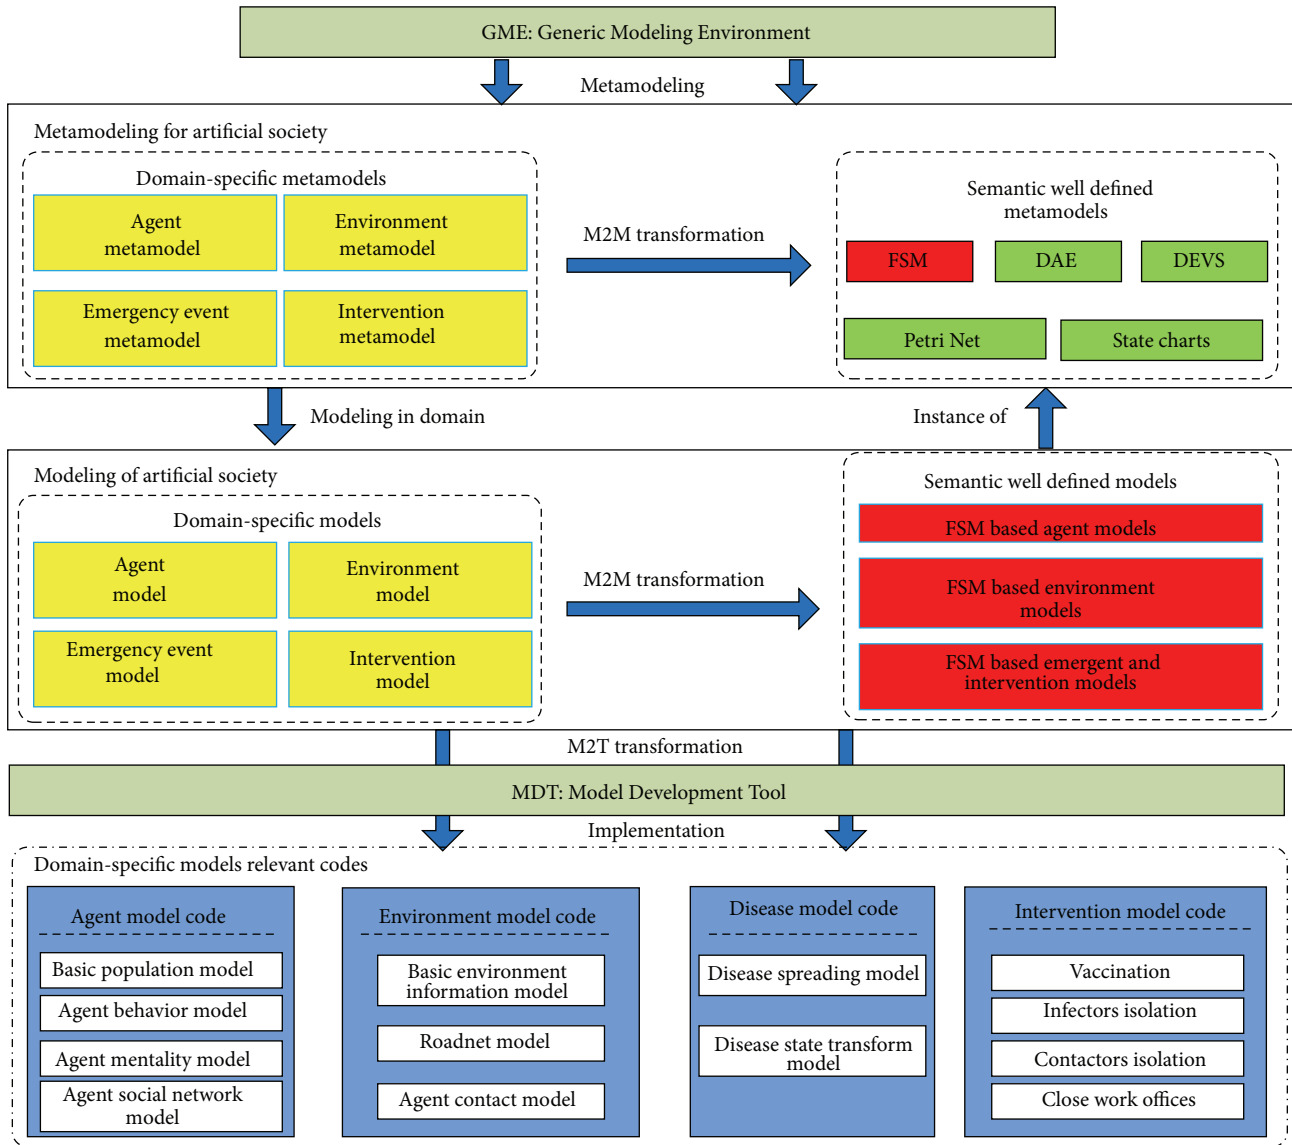 GME: Generic Modeling Environment
Metamodeling
Metamodeling for artificial society
Domain-specific metamodels
Agent
metamodel
Environment
metamodel
Emergency event
metamodel
Intervention
metamodel
M2M transformation
Semantic well defined
metamodels
FSM
DAE
DEVS
Petri Net
State charts
Modeling in domain
Instance of
Modeling of artificial society
Domain-specific models
Agent
model
Environment
model
Emergency event
model
Intervention
model
M2M transformation
Semantic well defined models
FSM based agent models
FSM based environment
models
FSM based emergent and
intervention models
M2T transformation
MDT: Model Development Tool
Implementation
Domain-specific models relevant codes
Agent model code
Basic population model
Agent behavior model
Agent mentality model
Agent social network
model
Environment model code
Basic environment
information model
Roadnet model
Agent contact model
Disease model code
Disease spreading model
Disease state transform
model
Intervention model code
Vaccination
Infectors isolation
Contactors isolation
Close work offices